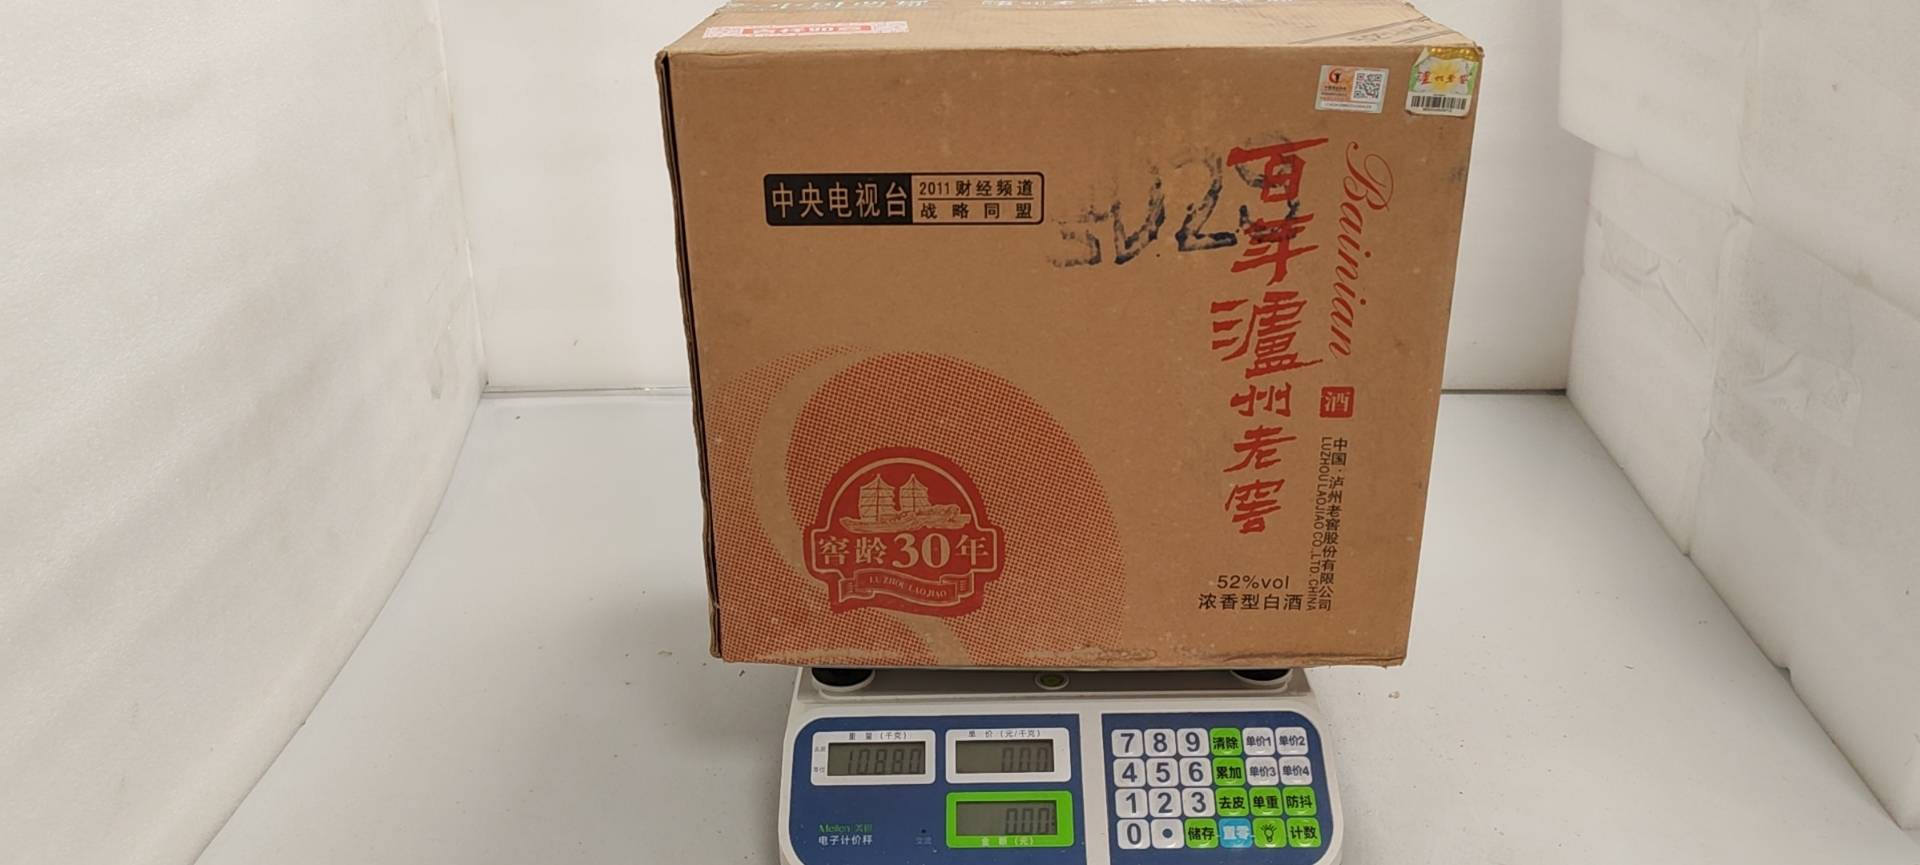 中央电视台
2011财经频道
战略同盟
百年泸州老窖
Bainian
酒
中国·泸州老窖股份有限公司
LUZHOU LAOJIAO CO.,LTD. CHINA
窖龄30年
LU ZHOU LAO JIAO
52%vol
浓香型白酒
重量(千克)
单价(元/千克)
0.00
0.00
金额(元)
Meilen
电子计价秤
交流
7 8 9 清除 单价1 单价2
4 5 6 累加 单价3 单价4
1 2 3 去皮 单重 防抖
0 . 储存 置零 计数